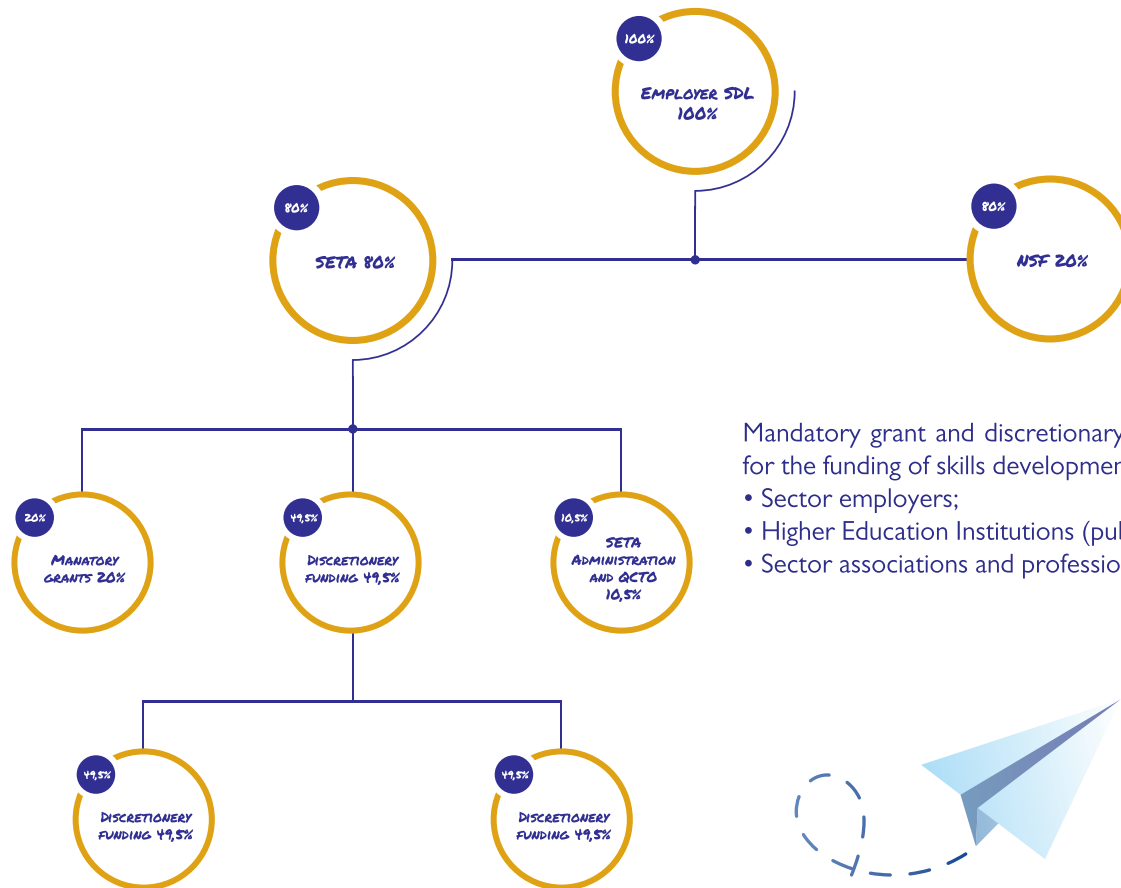 100%
EMPLOYER SDL
100%
80%
SETA 80%
80%
NSF 20%
Mandatory grant and discretionary
for the funding of skills developmen
• Sector employers;
• Higher Education Institutions (pul
• Sector associations and professio
20%
MANATORY
GRANTS 20%
49,5%
DISCRETIONERY
FUNDING 49,5%
10,5%
SETA
ADMINISTRATION
AND QCTO
10,5%
49,5%
DISCRETIONERY
FUNDING 49,5%
49,5%
DISCRETIONERY
FUNDING 49,5%